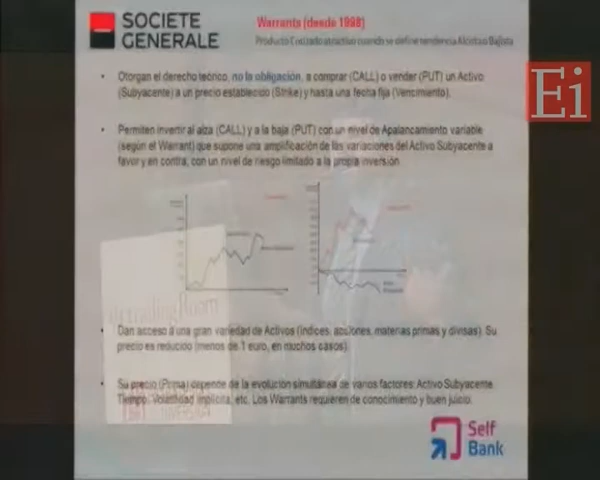 SOCIETE
GENERALE
Warrants (desde 1998)
Producto Cotizado atractivo cuando se define tendencia Alcista o Bajista
Ei
• Otorgan el derecho teórico, no la obligación, a comprar (CALL) o vender (PUT) un Activo
(Subyacente) a un precio establecido (Strike) y hasta una fecha fija (Vencimiento).
• Permiten invertir al alza (CALL) y a la baja (PUT) con un nivel de Apalancamiento variable
(según el Warrant) que supone una amplificación de las variaciones del Activo Subyacente a
favor y en contra, con un nivel de riesgo limitado a la propia inversión
• Dan acceso a una gran variedad de Activos (índices, acciones, materias primas y divisas). Su
precio es reducido (menos de 1 euro, en muchos casos).
• Su precio (Prima) depende de la evolución simultánea de varios factores: Activo Subyacente
Tiempo, Volatilidad implícita, etc. Los Warrants requieren de conocimiento y buen juicio.
Self
Bank